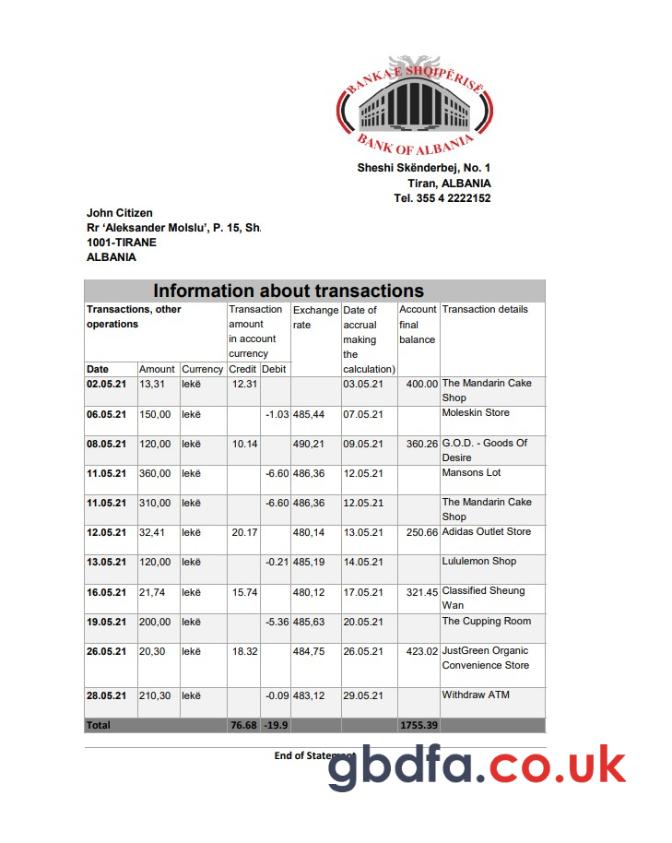 BANKA E SHQIPËRISË
BANK OF ALBANIA
Sheshi Skënderbej, No. 1
Tiran, ALBANIA
Tel. 355 4 2222152
John Citizen
Rr ‘Aleksander Molslu’, P. 15, Sh.
1001-TIRANE
ALBANIA
Information about transactions
Transactions, other operations Transaction amount in account currency Exchange rate Date of accrual making the calculation) Account final balance Transaction details
Date Amount Currency Credit Debit
02.05.21 13,31 lekë 12.31 03.05.21 400.00 The Mandarin Cake Shop
06.05.21 150,00 lekë -1.03 485,44 07.05.21 Moleskin Store
08.05.21 120,00 lekë 10.14 490,21 09.05.21 360.26 G.O.D. - Goods Of Desire
11.05.21 360,00 lekë -6.60 486,36 12.05.21 Mansons Lot
11.05.21 310,00 lekë -6.60 486,36 12.05.21 The Mandarin Cake Shop
12.05.21 32,41 lekë 20.17 480,14 13.05.21 250.66 Adidas Outlet Store
13.05.21 120,00 lekë -0.21 485,19 14.05.21 Lululemon Shop
16.05.21 21,74 lekë 15.74 480,12 17.05.21 321.45 Classified Sheung Wan
19.05.21 200,00 lekë -5.36 485,63 20.05.21 The Cupping Room
26.05.21 20,30 lekë 18.32 484,75 26.05.21 423.02 JustGreen Organic Convenience Store
28.05.21 210,30 lekë -0.09 483,12 29.05.21 Withdraw ATM
Total 76.68 -19.9 1755.39
End of Statement
gbdfa.co.uk